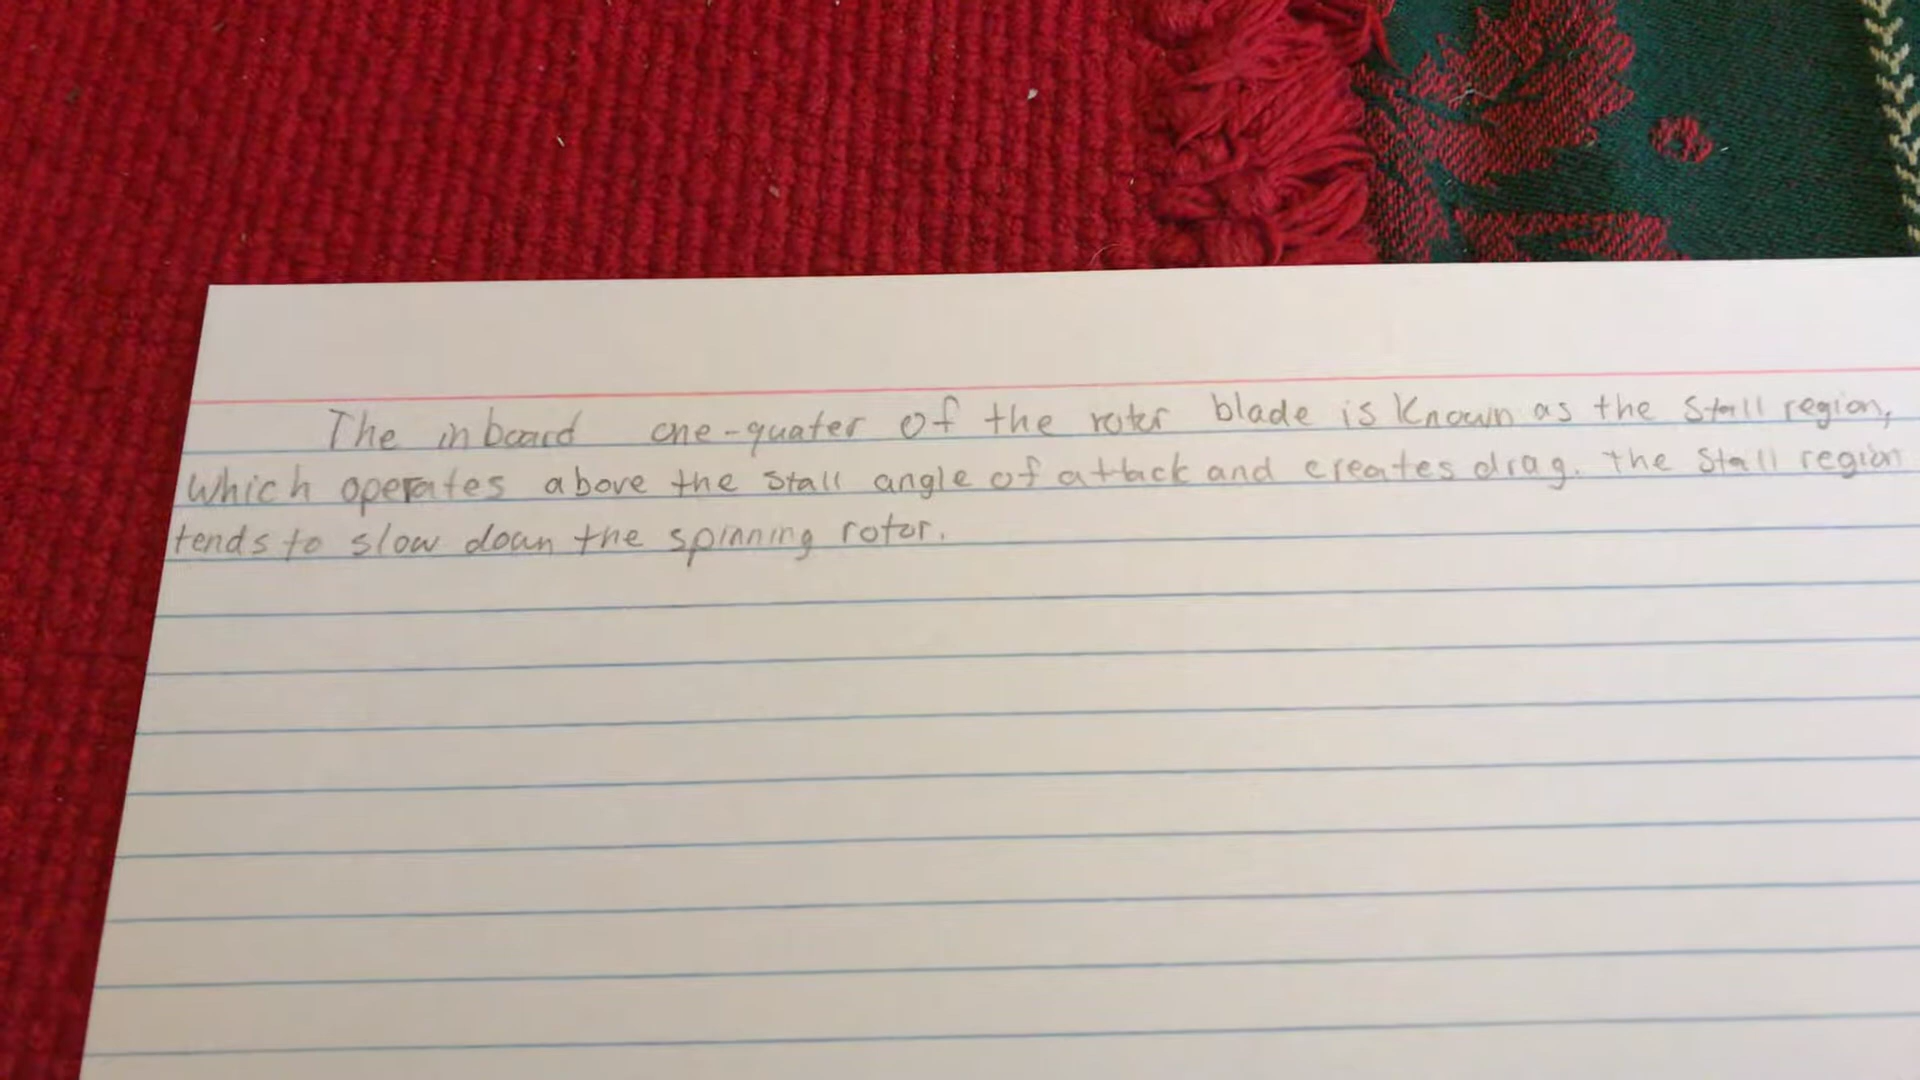 The inboard one-quater of the rotor blade is Known as the Stall region,
which operates above the Stall angle of attack and creates drag. the Stall region
tends to slow down the spinning rotor.